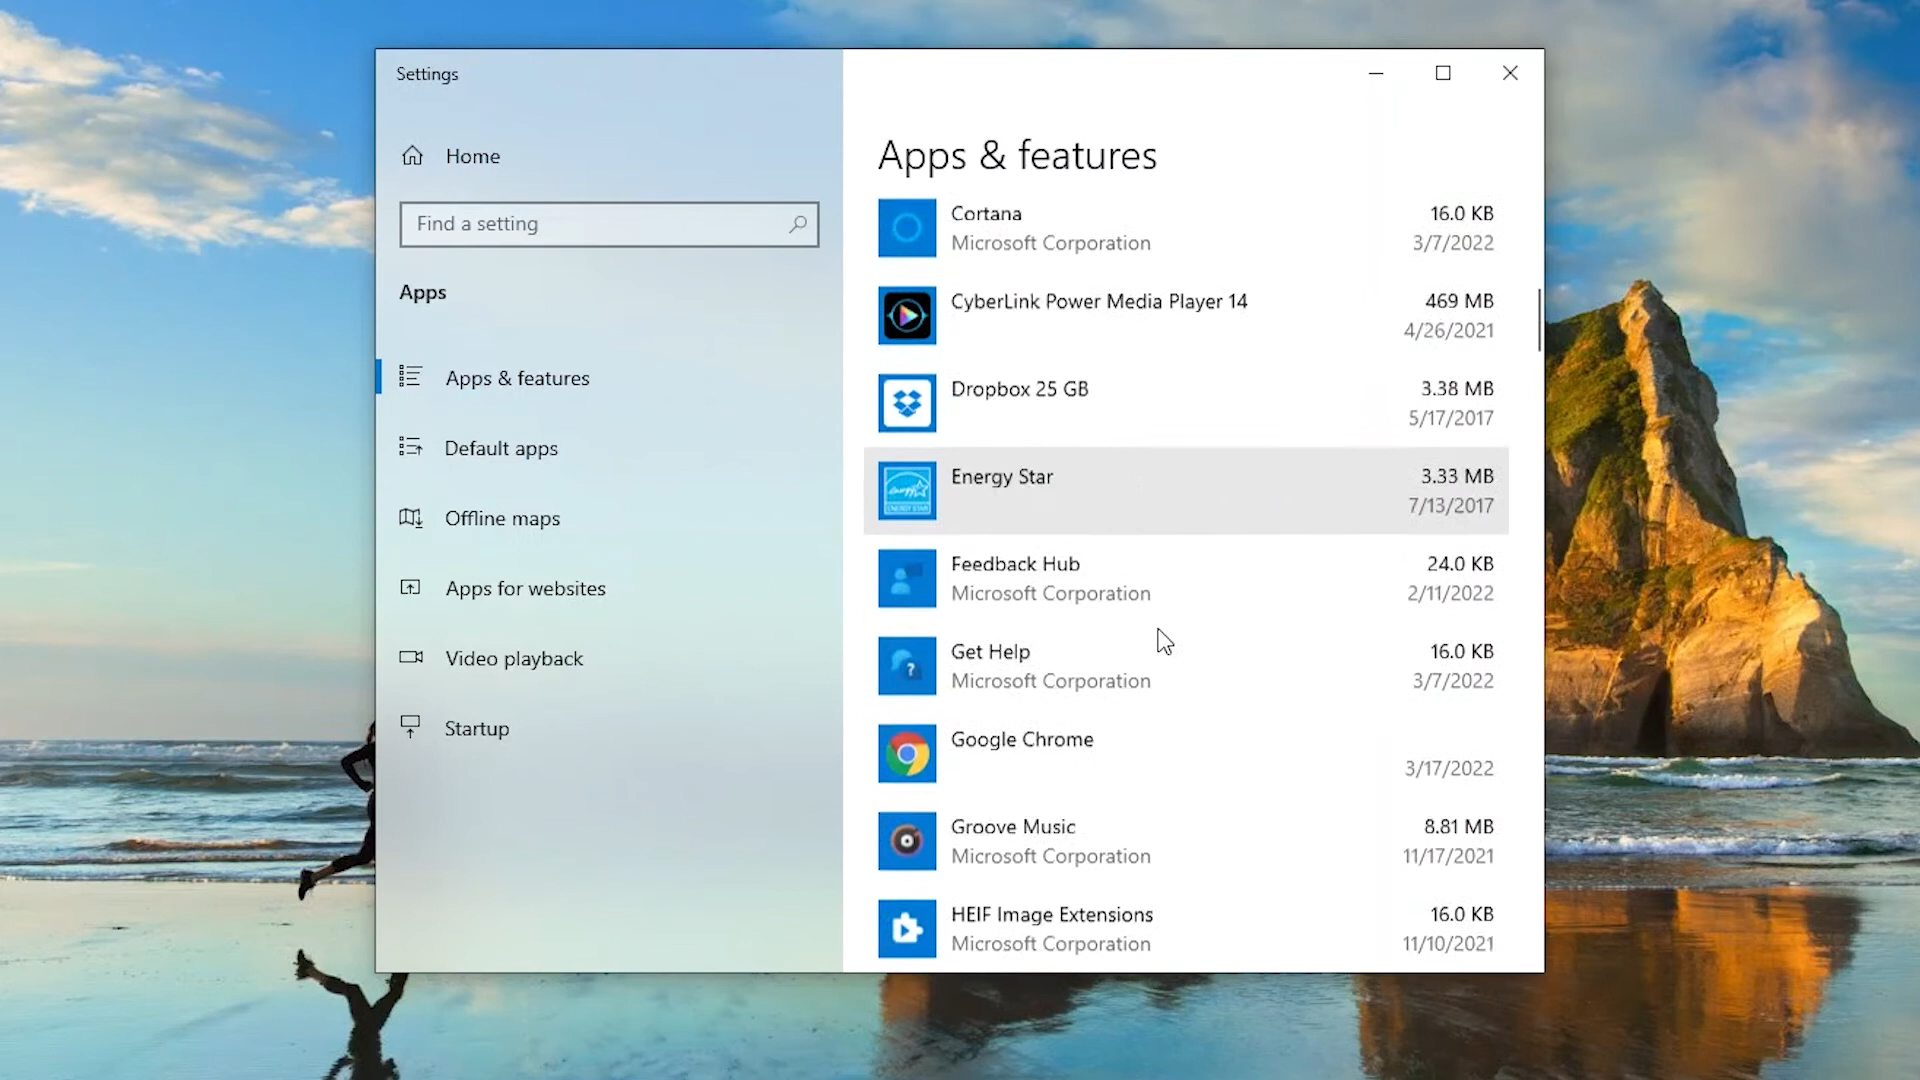 Settings
Home
Find a setting
Apps
Apps & features
Default apps
Offline maps
Apps for websites
Video playback
Startup
Apps & features
Cortana 16.0 KB
Microsoft Corporation 3/7/2022
CyberLink Power Media Player 14 469 MB
4/26/2021
Dropbox 25 GB 3.38 MB
5/17/2017
Energy Star 3.33 MB
ENERGY STAR 7/13/2017
Feedback Hub 24.0 KB
Microsoft Corporation 2/11/2022
Get Help 16.0 KB
Microsoft Corporation 3/7/2022
Google Chrome
3/17/2022
Groove Music 8.81 MB
Microsoft Corporation 11/17/2021
HEIF Image Extensions 16.0 KB
Microsoft Corporation 11/10/2021